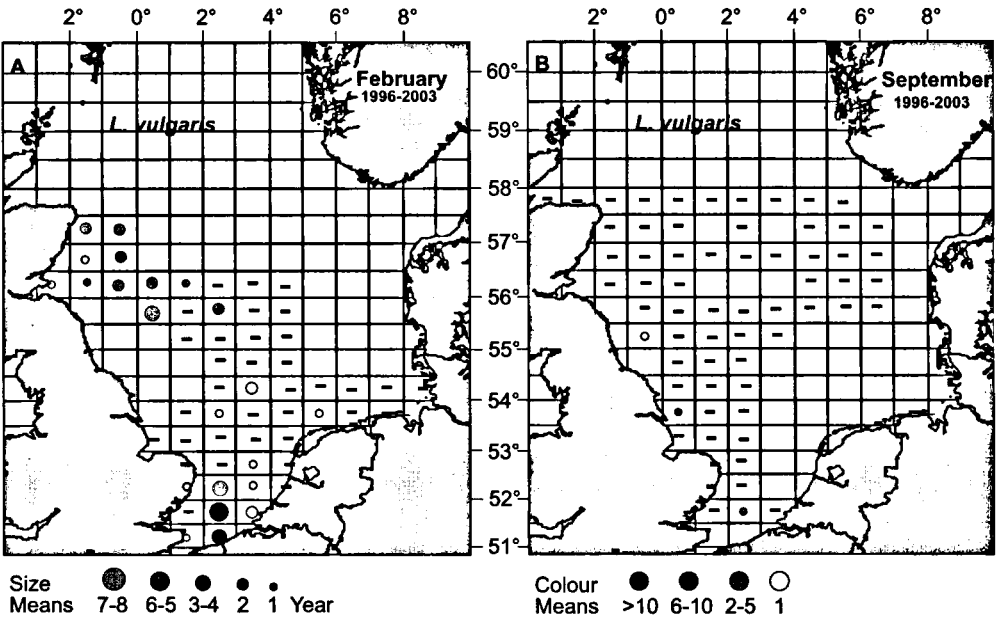 2° 0° 2° 4° 6° 8° 2° 0° 2° 4° 6° 8°
A February 1996-2003
L. vulgaris
60°
59°
58°
57°
56°
55°
54°
53°
52°
51°
B September 1996-2003
L. vulgaris
Size
Means 7-8 6-5 3-4 2 1 Year
Colour
Means >10 6-10 2-5 1